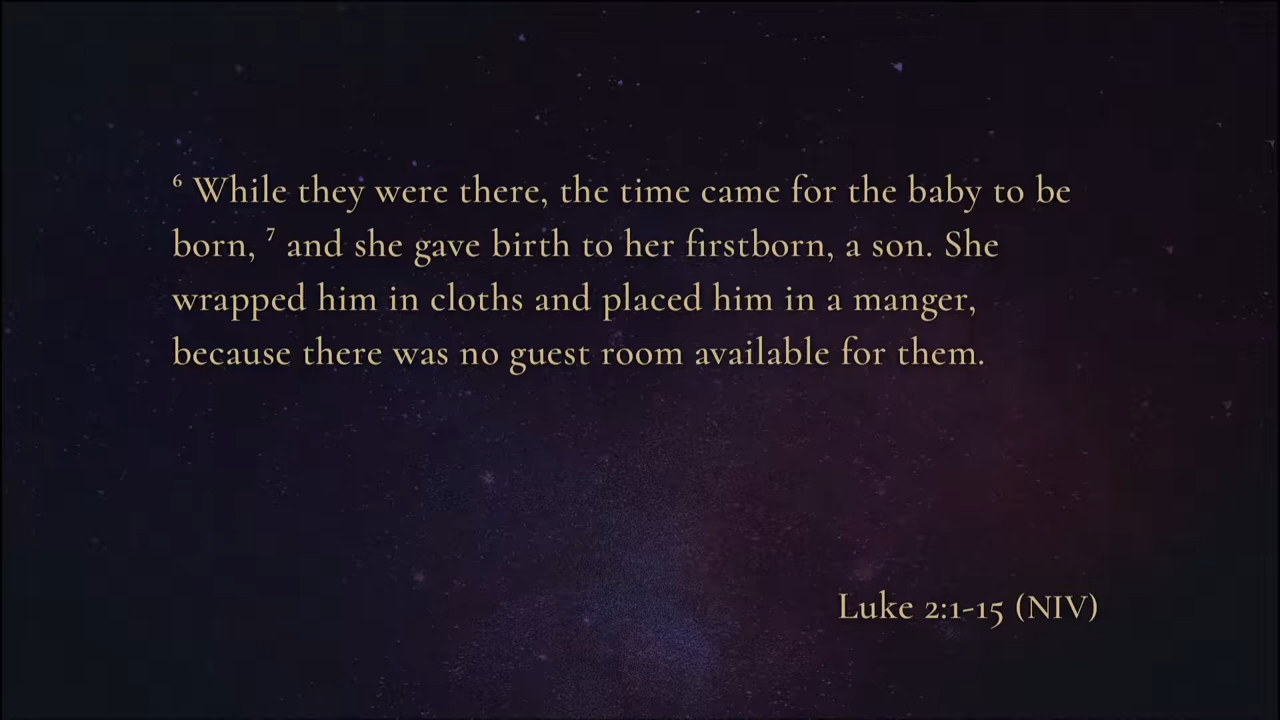 ⁶ While they were there, the time came for the baby to be
born, ⁷ and she gave birth to her firstborn, a son. She
wrapped him in cloths and placed him in a manger,
because there was no guest room available for them.
Luke 2:1-15 (NIV)